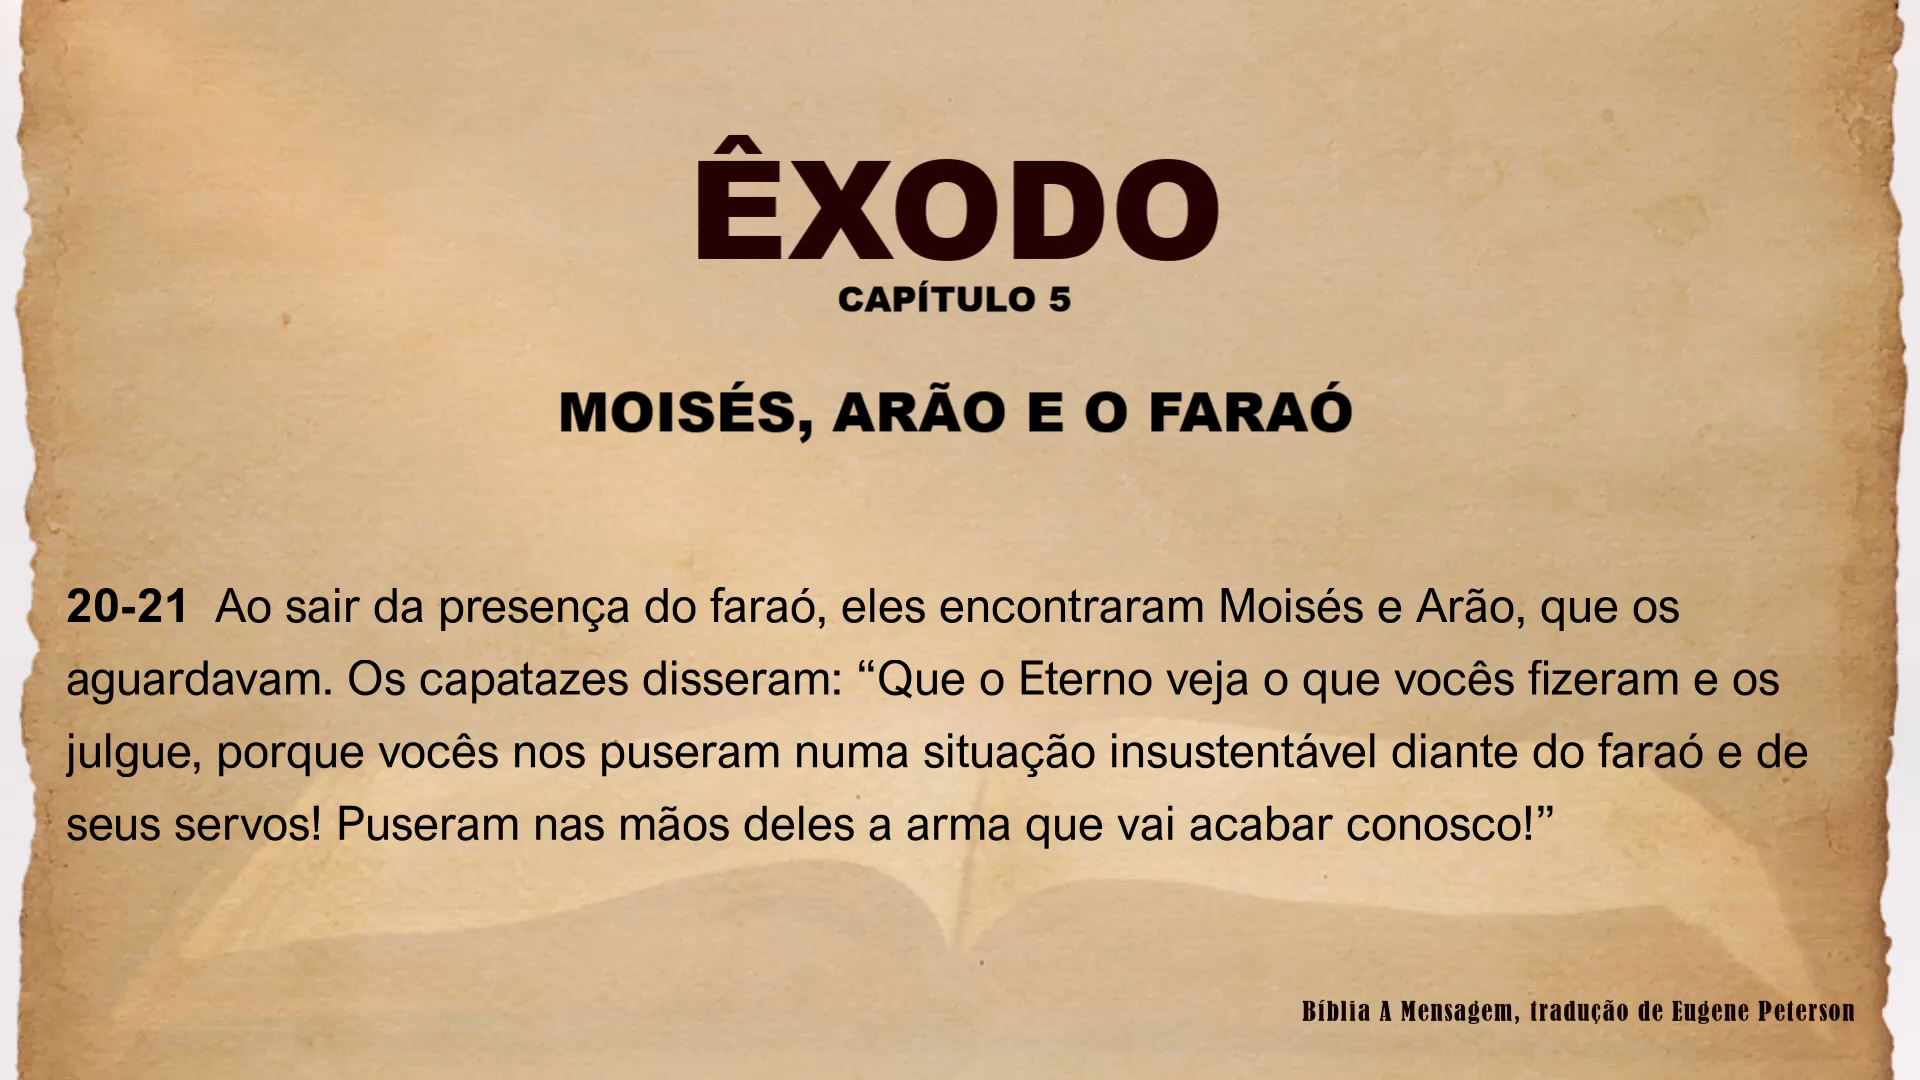 ÊXODO
CAPÍTULO 5
MOISÉS, ARÃO E O FARAÓ
20-21 Ao sair da presença do faraó, eles encontraram Moisés e Arão, que os
aguardavam. Os capatazes disseram: “Que o Eterno veja o que vocês fizeram e os
julgue, porque vocês nos puseram numa situação insustentável diante do faraó e de
seus servos! Puseram nas mãos deles a arma que vai acabar conosco!”
Bíblia A Mensagem, tradução de Eugene Peterson